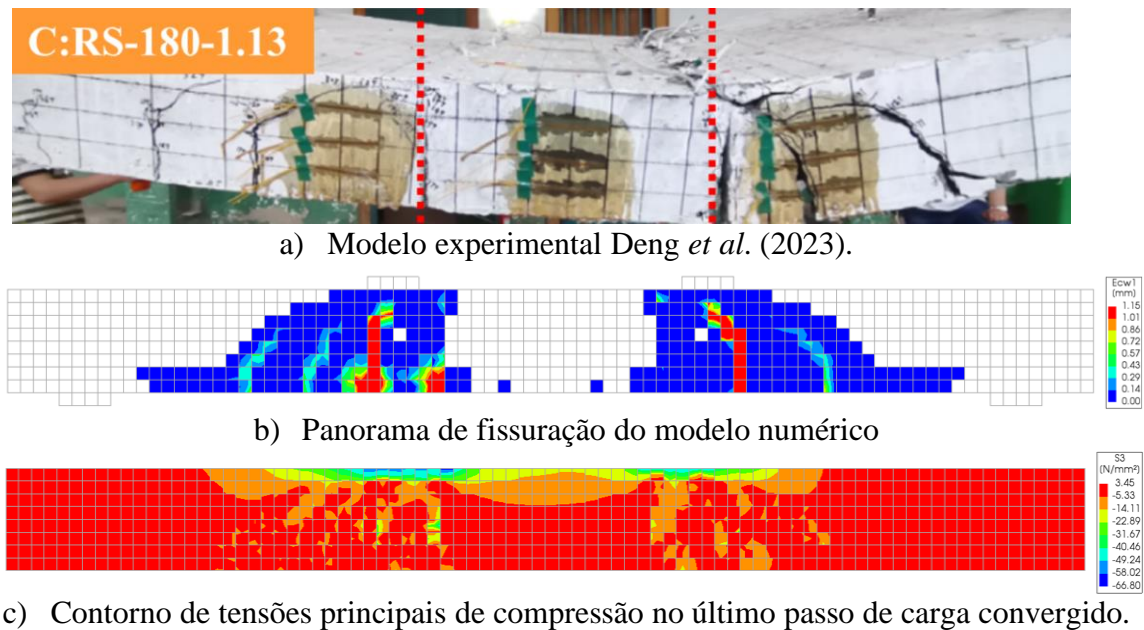 C:RS-180-1.13
a) Modelo experimental Deng et al. (2023).
Ecw1
(mm)
1.15
1.01
0.86
0.72
0.57
0.43
0.29
0.14
0.00
b) Panorama de fissuração do modelo numérico
S3
(N/mm²)
3.45
-5.33
-14.11
-22.89
-31.67
-40.46
-49.24
-58.02
-66.80
c) Contorno de tensões principais de compressão no último passo de carga convergido.